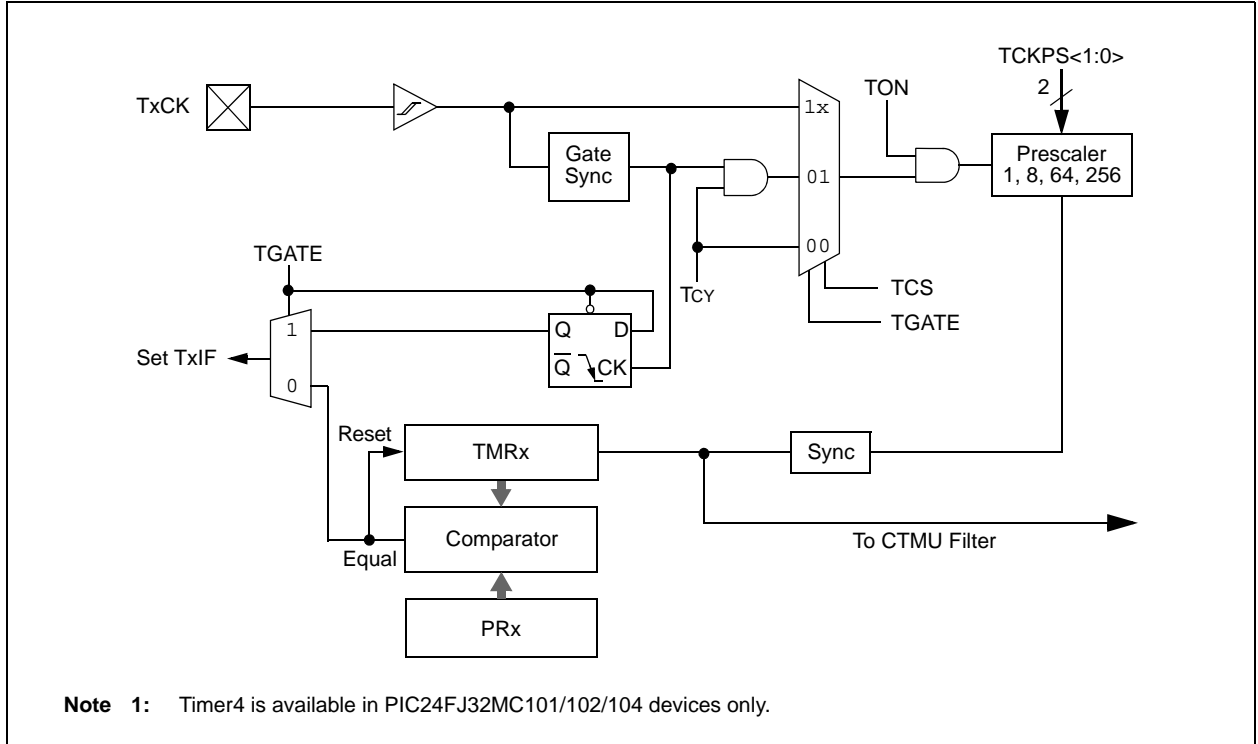 TCKPS<1:0>
2
TON
TxCK
1x
Prescaler
1, 8, 64, 256
Gate
Sync
01
00
TGATE
TCY
TCS
TGATE
1
Q
D
Set TxIF
Q
CK
0
Reset
TMRx
Sync
Comparator
To CTMU Filter
Equal
PRx
Note 1: Timer4 is available in PIC24FJ32MC101/102/104 devices only.